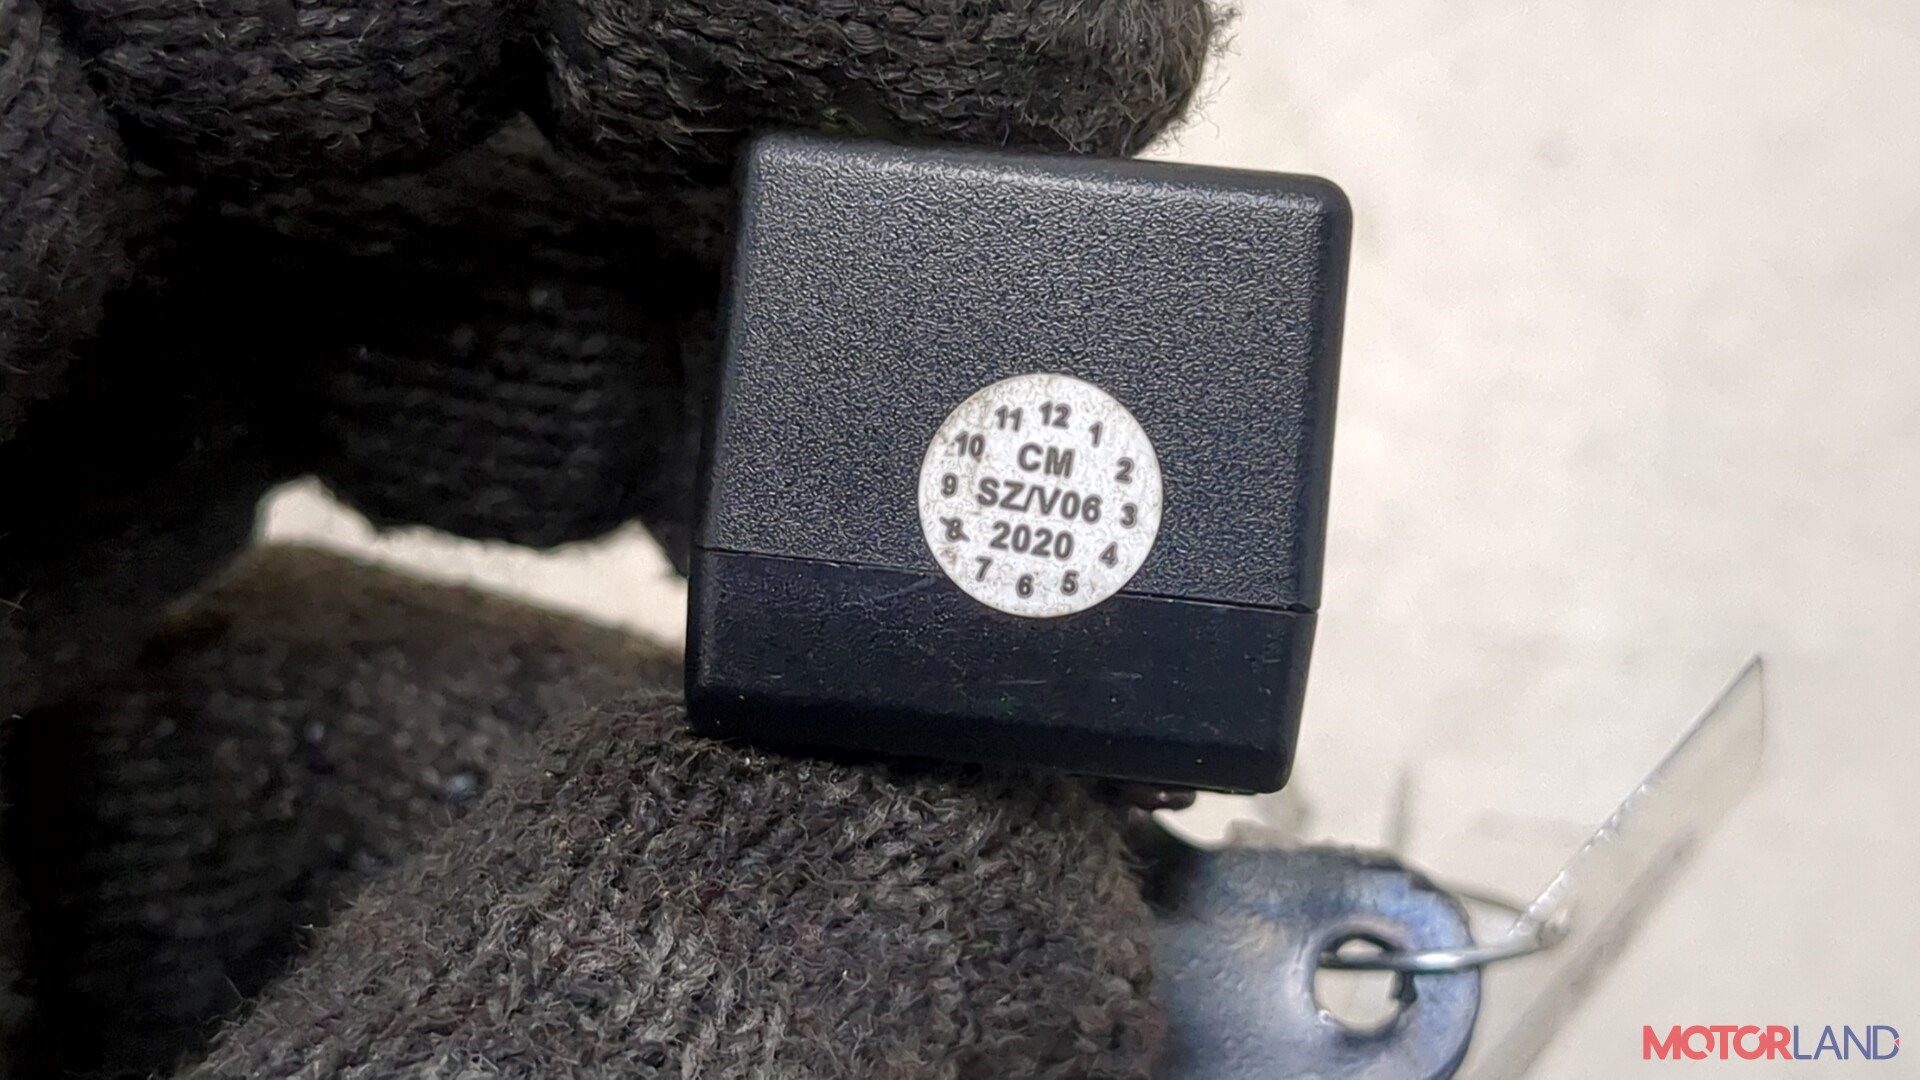 11 12 1
10 CM 2
9 SZ/V06 3
8 2020 4
7 6 5
MOTORLAND